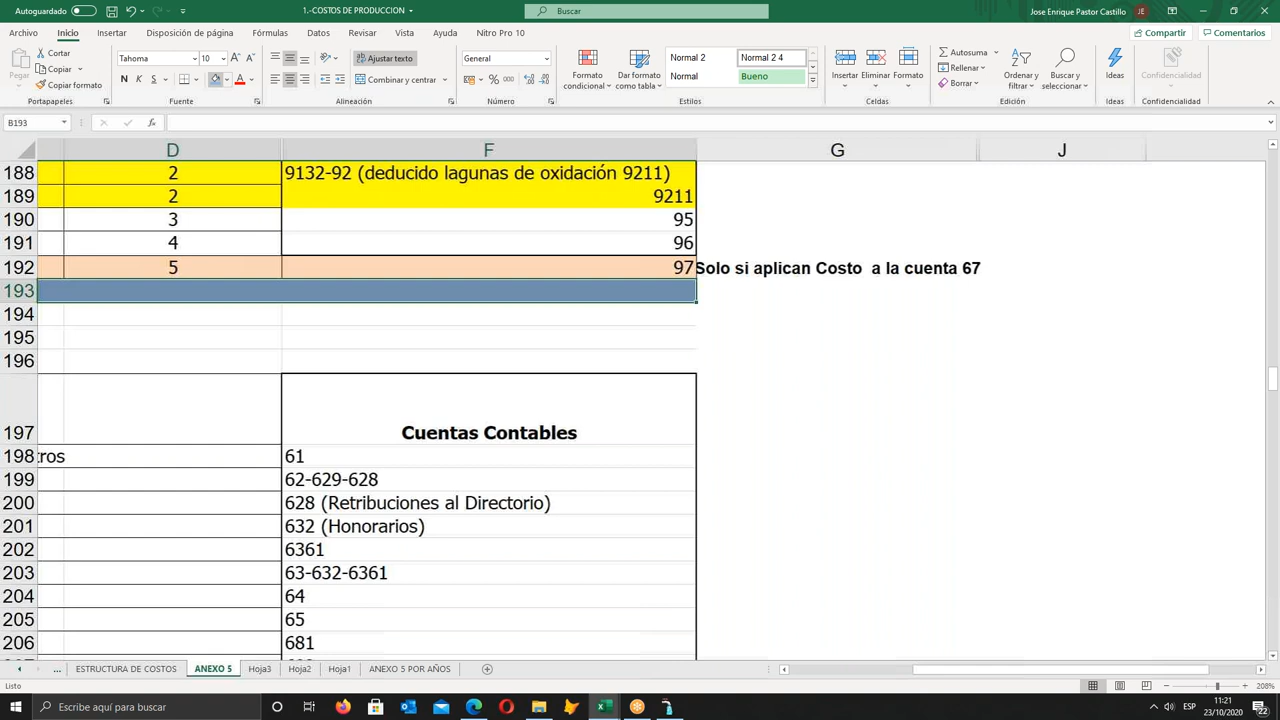 Autoguardado
1.-COSTOS DE PRODUCCION
Buscar
Jose Enrique Pastor Castillo
JE
Archivo Inicio Insertar Disposición de página Fórmulas Datos Revisar Vista Ayuda Nitro Pro 10
Compartir Comentarios
Pegar
Cortar
Copiar
Copiar formato
Portapapeles
Tahoma 10
N K S
Fuente
Ajustar texto
Combinar y centrar
Alineación
General
% 000
Número
Formato condicional
Dar formato como tabla
Normal 2 Normal 2 4
Normal Bueno
Estilos
Insertar Eliminar Formato
Celdas
Autosuma
Rellenar
Borrar
Ordenar y filtrar
Buscar y seleccionar
Edición
Ideas
Ideas
Confidencialidad
Confidencialidad
B193 fx
D F G J
188 2 9132-92 (deducido lagunas de oxidación 9211)
189 2 9211
190 3 95
191 4 96
192 5 97 Solo si aplican Costo a la cuenta 67
193
194
195
196
197 Cuentas Contables
198 tros 61
199 62-629-628
200 628 (Retribuciones al Directorio)
201 632 (Honorarios)
202 6361
203 63-632-6361
204 64
205 65
206 681
... ESTRUCTURA DE COSTOS ANEXO 5 Hoja3 Hoja2 Hoja1 ANEXO 5 POR AÑOS
Listo
208%
Escribe aquí para buscar
ESP
11:21
23/10/2020
22